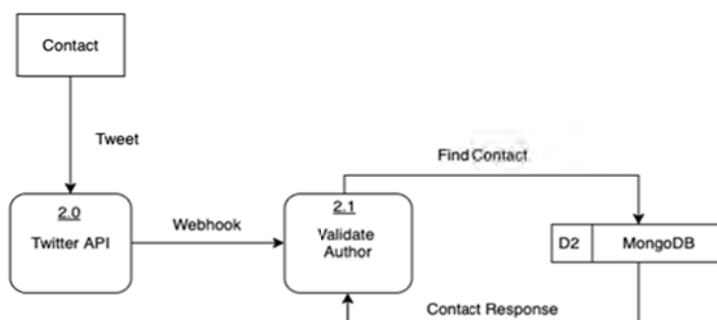 Contact
Tweet
Find Contact
2.0
Twitter API
Webhook
2.1
Validate
Author
D2
MongoDB
Contact Response